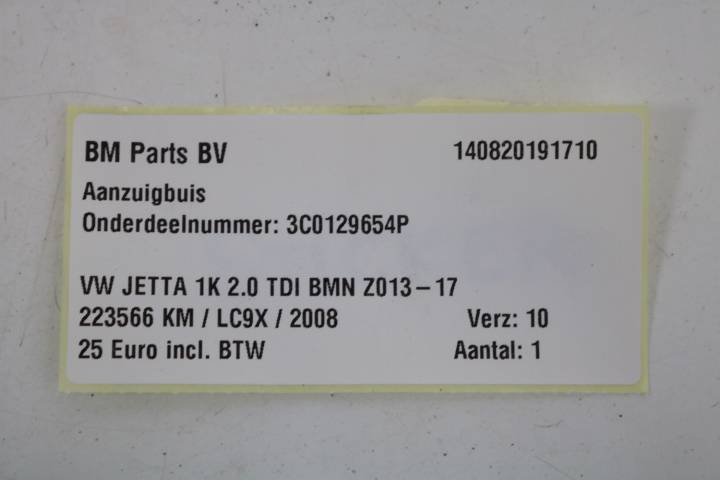 BM Parts BV 140820191710
Aanzuigbuis
Onderdeelnummer: 3C0129654P
VW JETTA 1K 2.0 TDI BMN Z013-17
223566 KM / LC9X / 2008 Verz: 10
25 Euro incl. BTW Aantal: 1